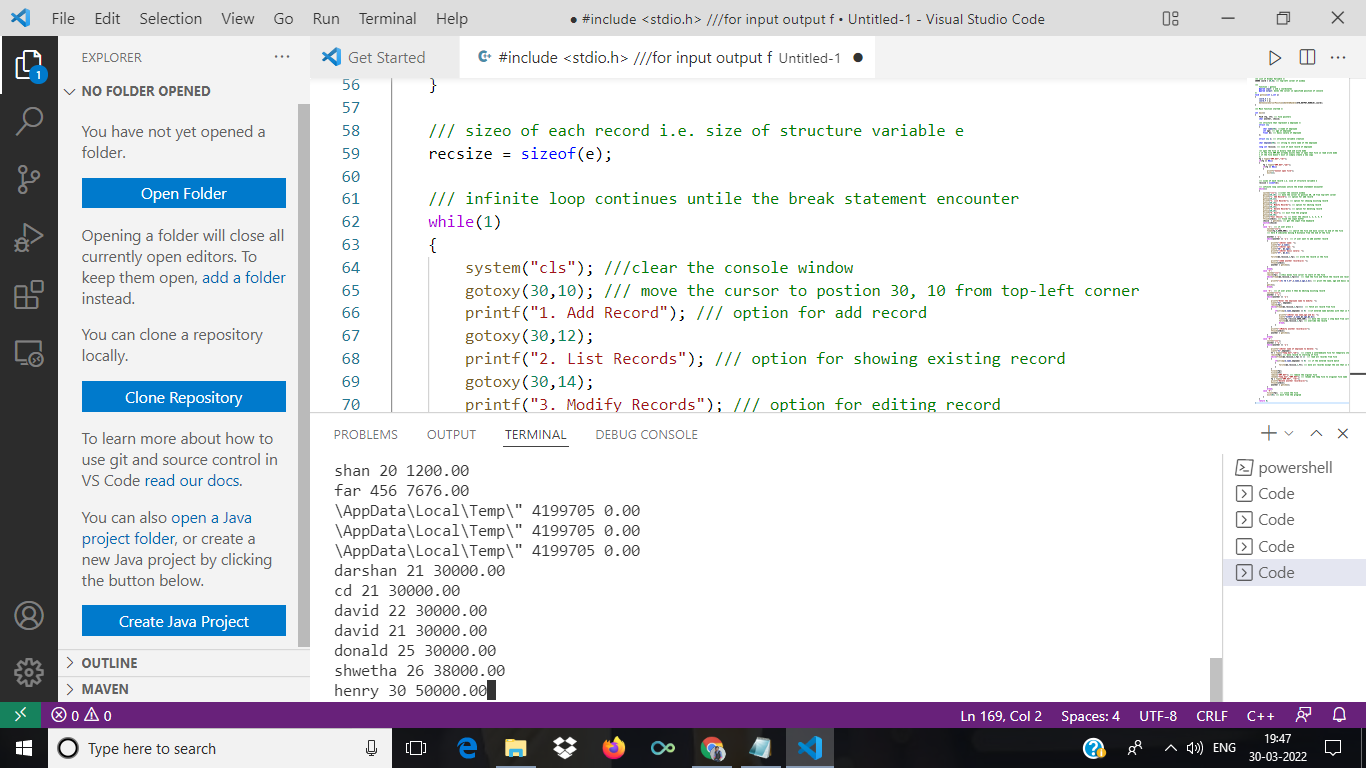 File Edit Selection View Go Run Terminal Help ● #include <stdio.h> ///for input output f • Untitled-1 - Visual Studio Code
EXPLORER ···
Get Started
#include <stdio.h> ///for input output f Untitled-1 ●
1
NO FOLDER OPENED
You have not yet opened a
folder.
Open Folder
Opening a folder will close all
currently open editors. To
keep them open, add a folder
instead.
You can clone a repository
locally.
Clone Repository
To learn more about how to
use git and source control in
VS Code read our docs.
You can also open a Java
project folder, or create a
new Java project by clicking
the button below.
Create Java Project
OUTLINE
MAVEN
56 }
57
58 /// sizeo of each record i.e. size of structure variable e
59 recsize = sizeof(e);
60
61 /// infinite loop continues untile the break statement encounter
62 while(1)
63 {
64 system("cls"); ///clear the console window
65 gotoxy(30,10); /// move the cursor to postion 30, 10 from top-left corner
66 printf("1. Add Record"); /// option for add record
67 gotoxy(30,12);
68 printf("2. List Records"); /// option for showing existing record
69 gotoxy(30,14);
70 printf("3. Modify Records"); /// option for editing record
PROBLEMS OUTPUT TERMINAL DEBUG CONSOLE
shan 20 1200.00
far 456 7676.00
\AppData\Local\Temp\" 4199705 0.00
\AppData\Local\Temp\" 4199705 0.00
\AppData\Local\Temp\" 4199705 0.00
darshan 21 30000.00
cd 21 30000.00
david 22 30000.00
david 21 30000.00
donald 25 30000.00
shwetha 26 38000.00
henry 30 50000.00
powershell
Code
Code
Code
Code
0 0
Ln 169, Col 2 Spaces: 4 UTF-8 CRLF C++
Type here to search
ENG
19:47
30-03-2022